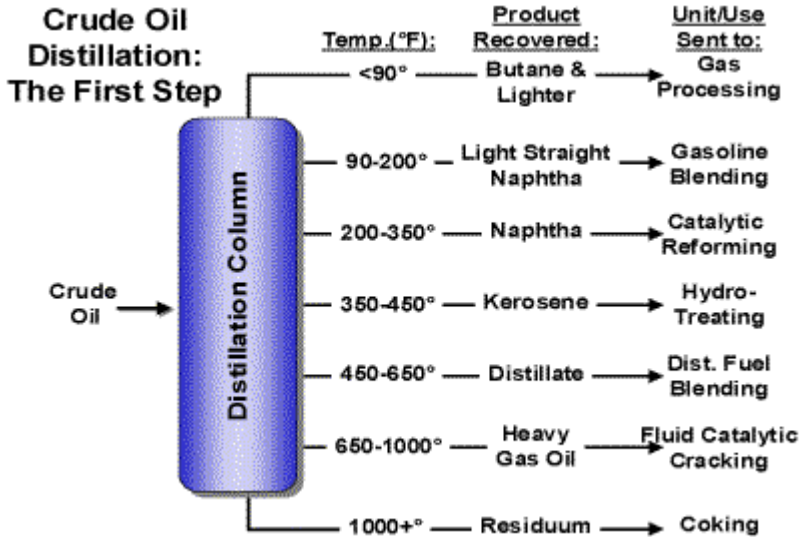 Crude Oil
Distillation:
The First Step
Temp.(°F):
Product
Recovered:
Unit/Use
Sent to:
<90°
Butane &
Lighter
Gas
Processing
90-200°
Light Straight
Naphtha
Gasoline
Blending
200-350°
Naphtha
Catalytic
Reforming
Crude
Oil
Distillation Column
350-450°
Kerosene
Hydro-
Treating
450-650°
Distillate
Dist. Fuel
Blending
650-1000°
Heavy
Gas Oil
Fluid Catalytic
Cracking
1000+°
Residuum
Coking